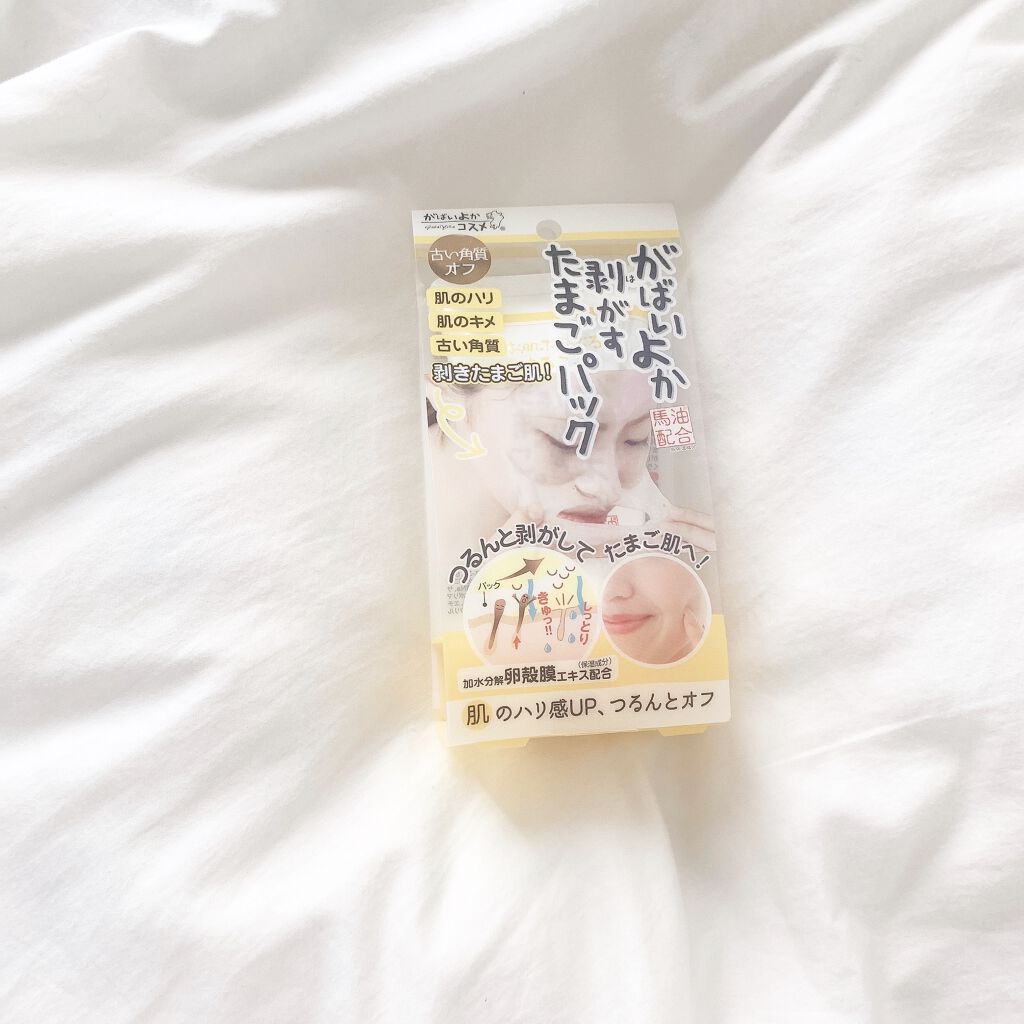 がばいよか
コスメ
古い角質
オフ
肌のハリ
肌のキメ
古い角質
剥きたまご肌!
がばいよか
剥がす
は
たまごパック
馬油
配合
つるんと剥がして たまご肌へ!
パック
きゅっ!!
しっとり
(保湿成分)
加水分解卵殻膜エキス配合
肌のハリ感UP、つるんとオフ